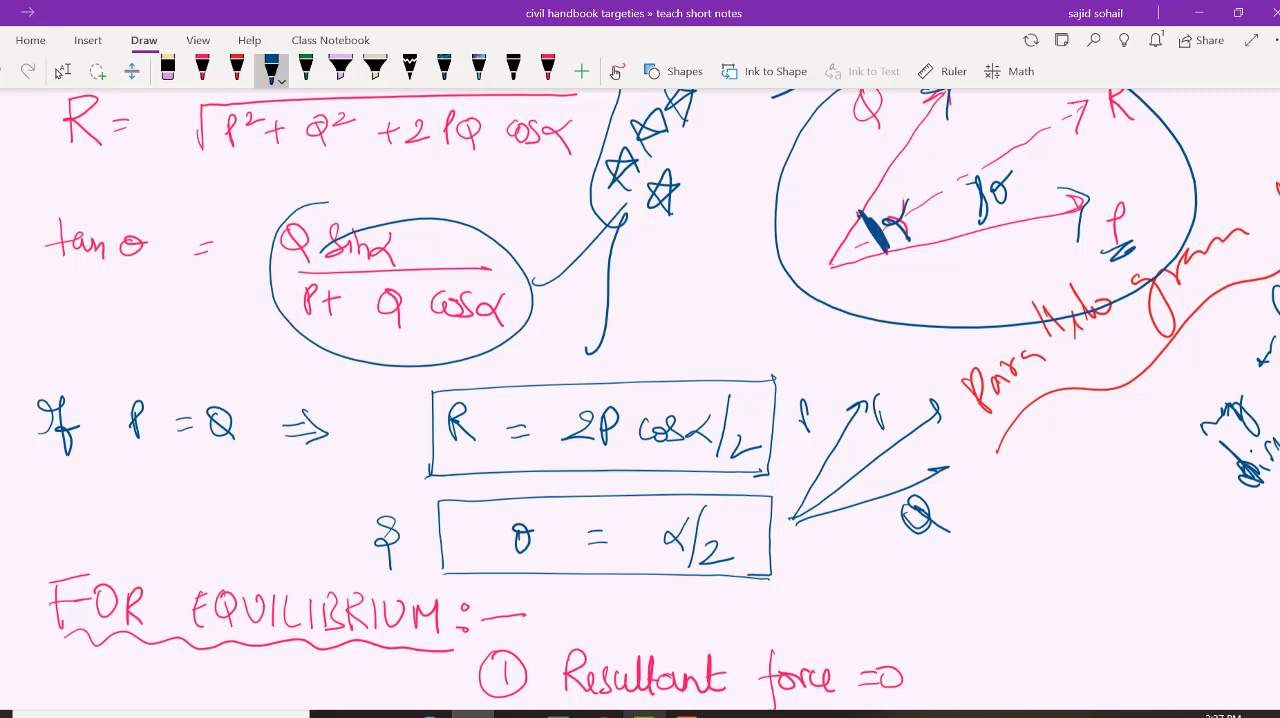 civil handbook targeties » teach short notes
sajid sohail
Home Insert Draw View Help Class Notebook
Share
Shapes Ink to Shape Ink to Text Ruler Math
R = √P² + Q² + 2PQ cosα
Q
R
α
θ
P
tan θ = Q sinα / P + Q cosα
Parallelogram
If P = Q ⇒ R = 2P cosα/2
P
Q
& θ = α/2
FOR EQUILIBRIUM:-
① Resultant force =0